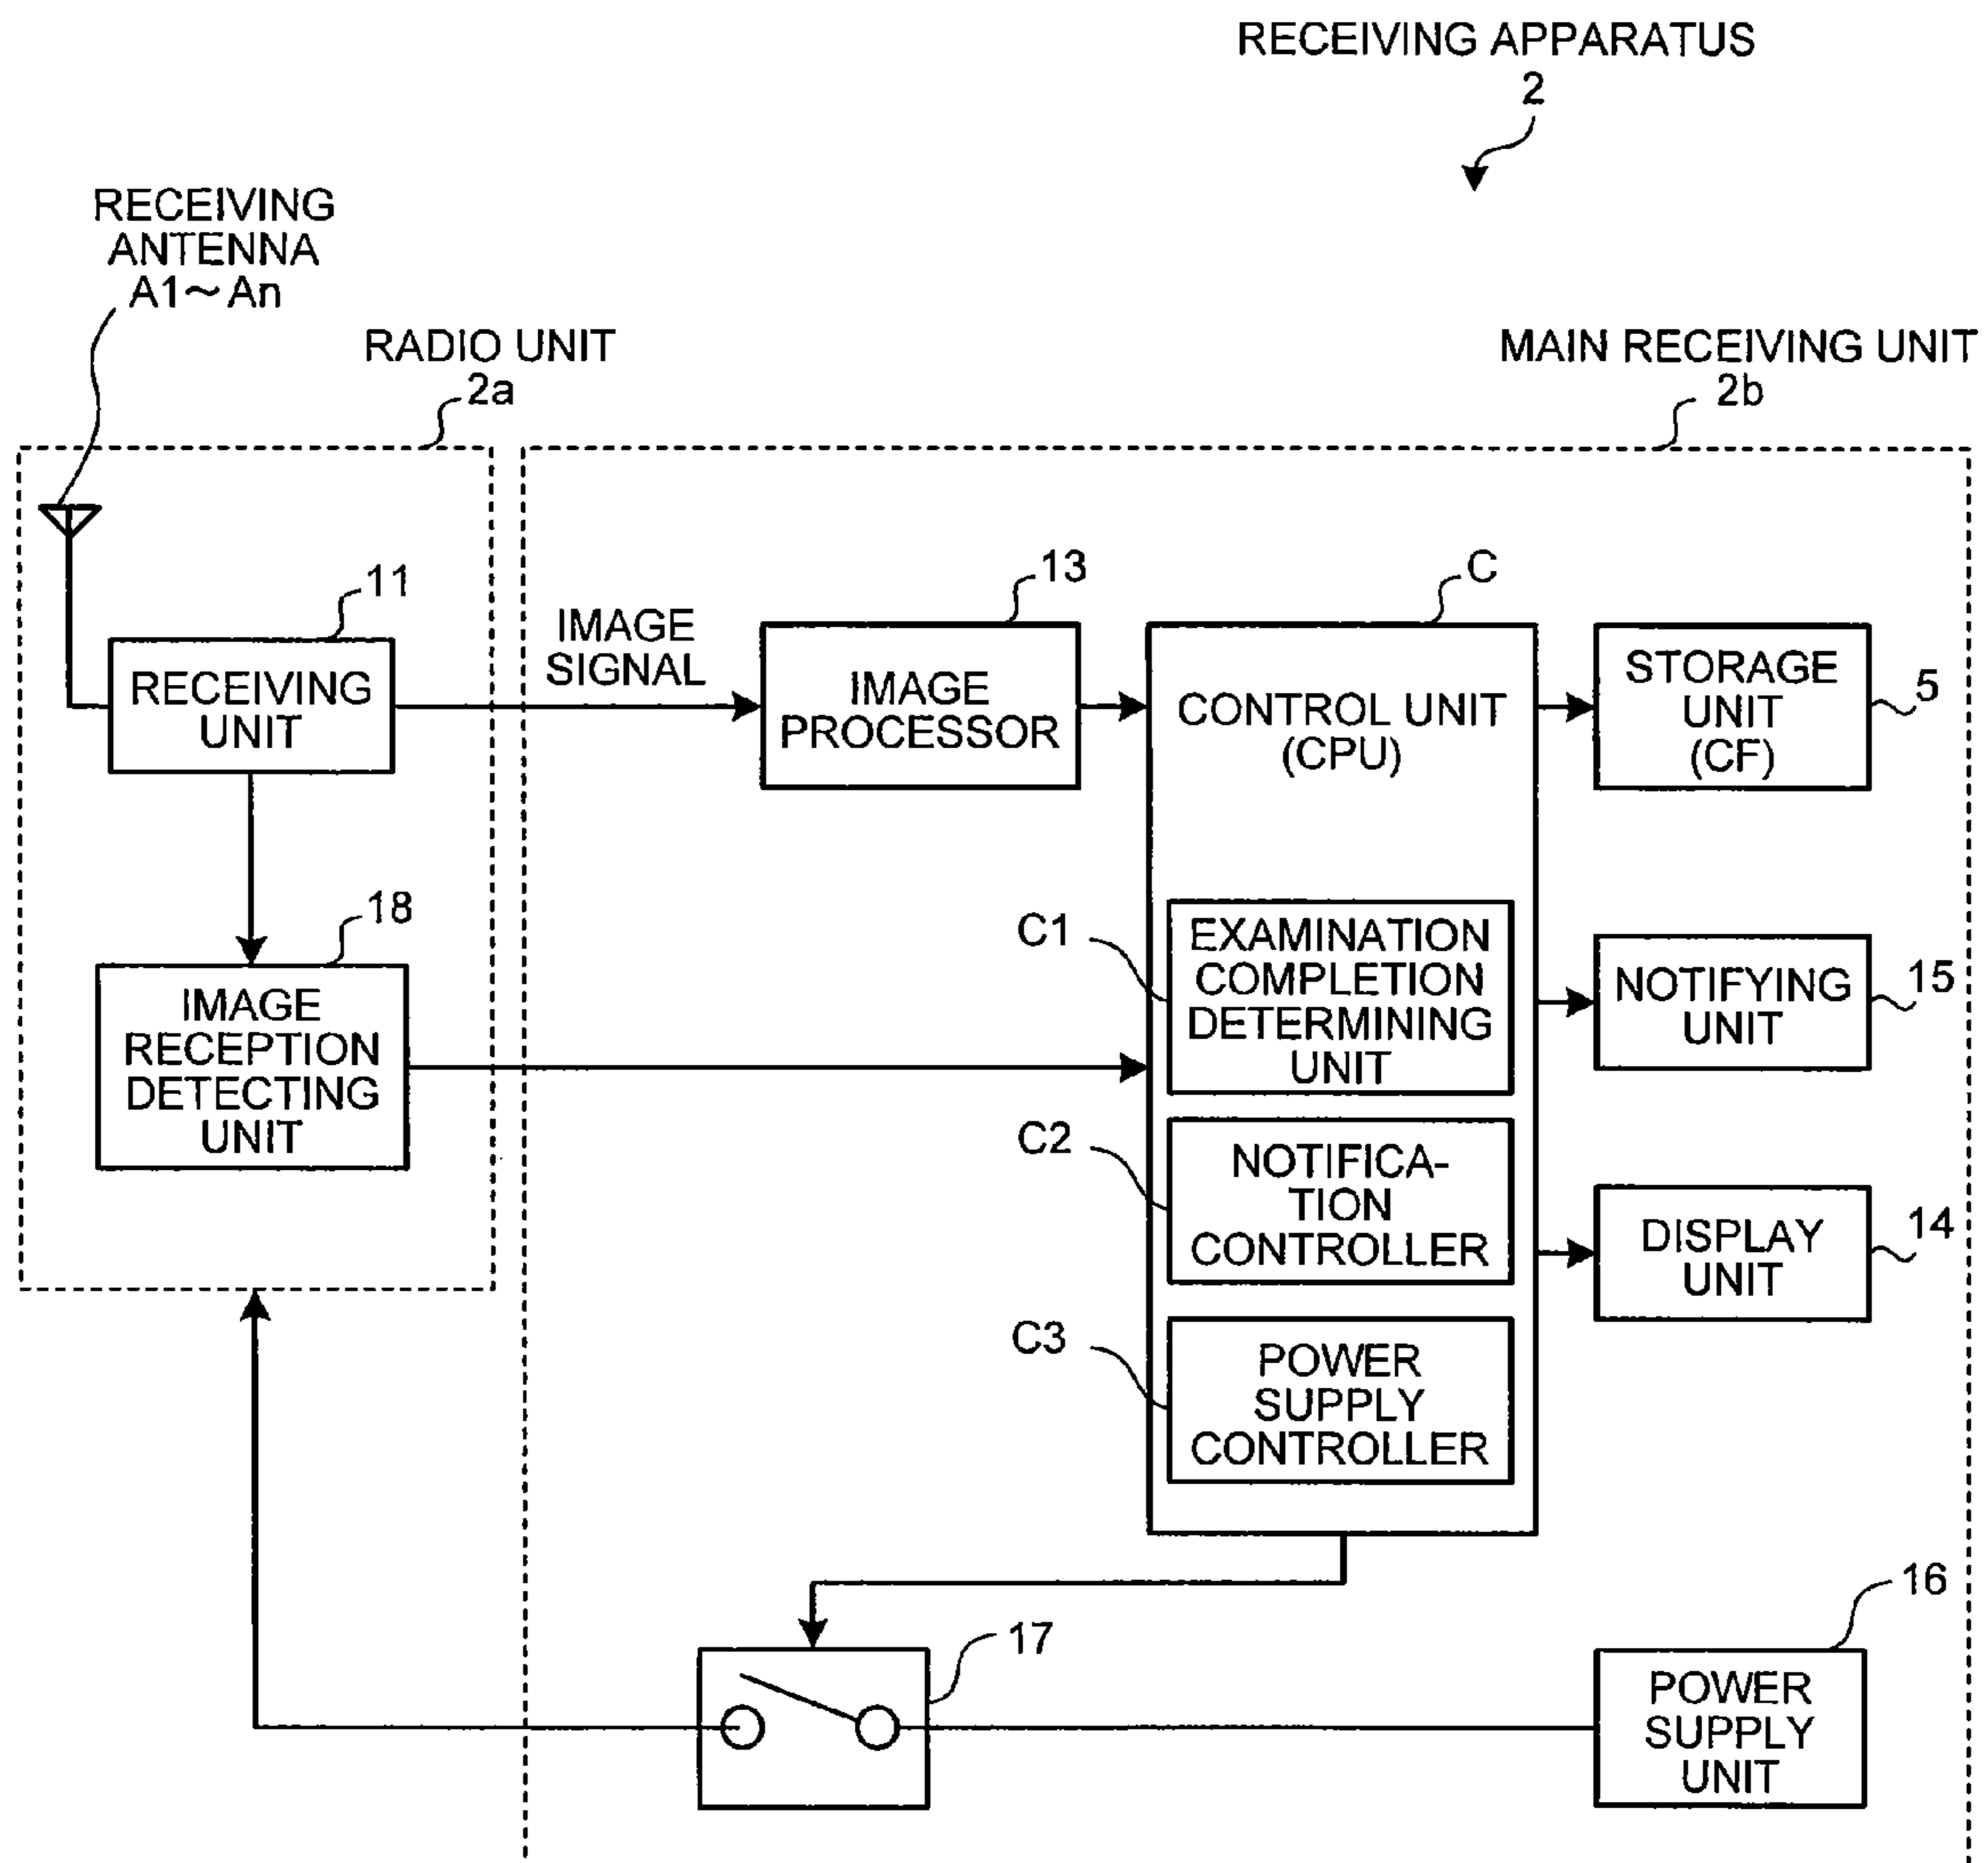 RECEIVING APPARATUS
2
RECEIVING
ANTENNA
A1～An
RADIO UNIT
2a
MAIN RECEIVING UNIT
2b
11
RECEIVING
UNIT
IMAGE
SIGNAL
13
IMAGE
PROCESSOR
C
CONTROL UNIT
(CPU)
STORAGE
UNIT
(CF)
5
18
IMAGE
RECEPTION
DETECTING
UNIT
C1
EXAMINATION
COMPLETION
DETERMINING
UNIT
NOTIFYING
UNIT
15
C2
NOTIFICA-
TION
CONTROLLER
DISPLAY
UNIT
14
C3
POWER
SUPPLY
CONTROLLER
17
16
POWER
SUPPLY
UNIT